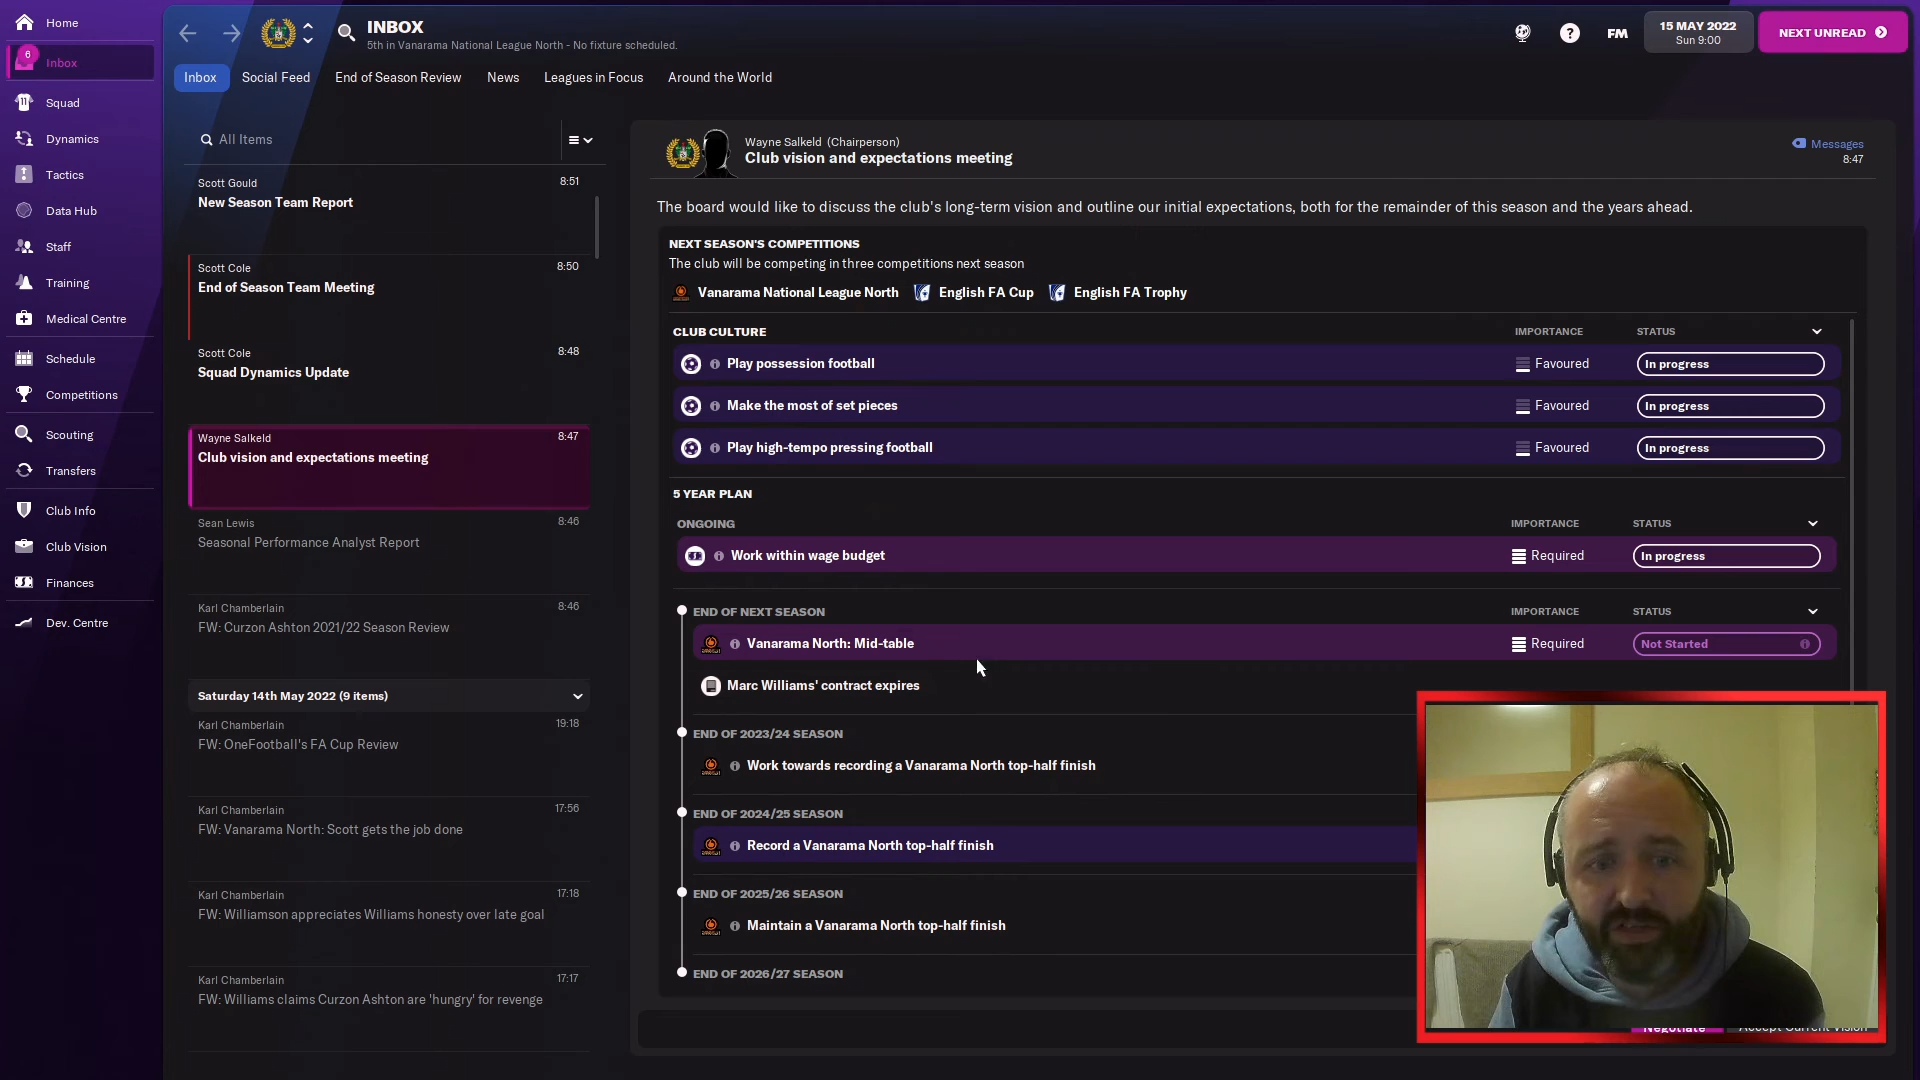 Home
6
Inbox
Squad
Dynamics
Tactics
Data Hub
Staff
Training
Medical Centre
Schedule
Competitions
Scouting
Transfers
Club Info
Club Vision
Finances
Dev. Centre
INBOX
5th in Vanarama National League North - No fixture scheduled.
?
FM
15 MAY 2022
Sun 9:00
NEXT UNREAD
Inbox
Social Feed
End of Season Review
News
Leagues in Focus
Around the World
All Items
Scott Gould 8:51
New Season Team Report
Scott Cole 8:50
End of Season Team Meeting
Scott Cole 8:48
Squad Dynamics Update
Wayne Salkeld 8:47
Club vision and expectations meeting
Sean Lewis 8:46
Seasonal Performance Analyst Report
Karl Chamberlain 8:46
FW: Curzon Ashton 2021/22 Season Review
Saturday 14th May 2022 (9 items)
Karl Chamberlain 19:18
FW: OneFootball's FA Cup Review
Karl Chamberlain 17:56
FW: Vanarama North: Scott gets the job done
Karl Chamberlain 17:18
FW: Williamson appreciates Williams honesty over late goal
Karl Chamberlain 17:17
FW: Williams claims Curzon Ashton are 'hungry' for revenge
Wayne Salkeld (Chairperson)
Club vision and expectations meeting
Messages
8:47
The board would like to discuss the club's long-term vision and outline our initial expectations, both for the remainder of this season and the years ahead.
NEXT SEASON'S COMPETITIONS
The club will be competing in three competitions next season
Vanarama National League North English FA Cup English FA Trophy
CLUB CULTURE IMPORTANCE STATUS
Play possession football Favoured In progress
Make the most of set pieces Favoured In progress
Play high-tempo pressing football Favoured In progress
5 YEAR PLAN
ONGOING IMPORTANCE STATUS
Work within wage budget Required In progress
END OF NEXT SEASON IMPORTANCE STATUS
Vanarama North: Mid-table Required Not Started
Marc Williams' contract expires
END OF 2023/24 SEASON
Work towards recording a Vanarama North top-half finish
END OF 2024/25 SEASON
Record a Vanarama North top-half finish
END OF 2025/26 SEASON
Maintain a Vanarama North top-half finish
END OF 2026/27 SEASON
Negotiate Accept Current Vision